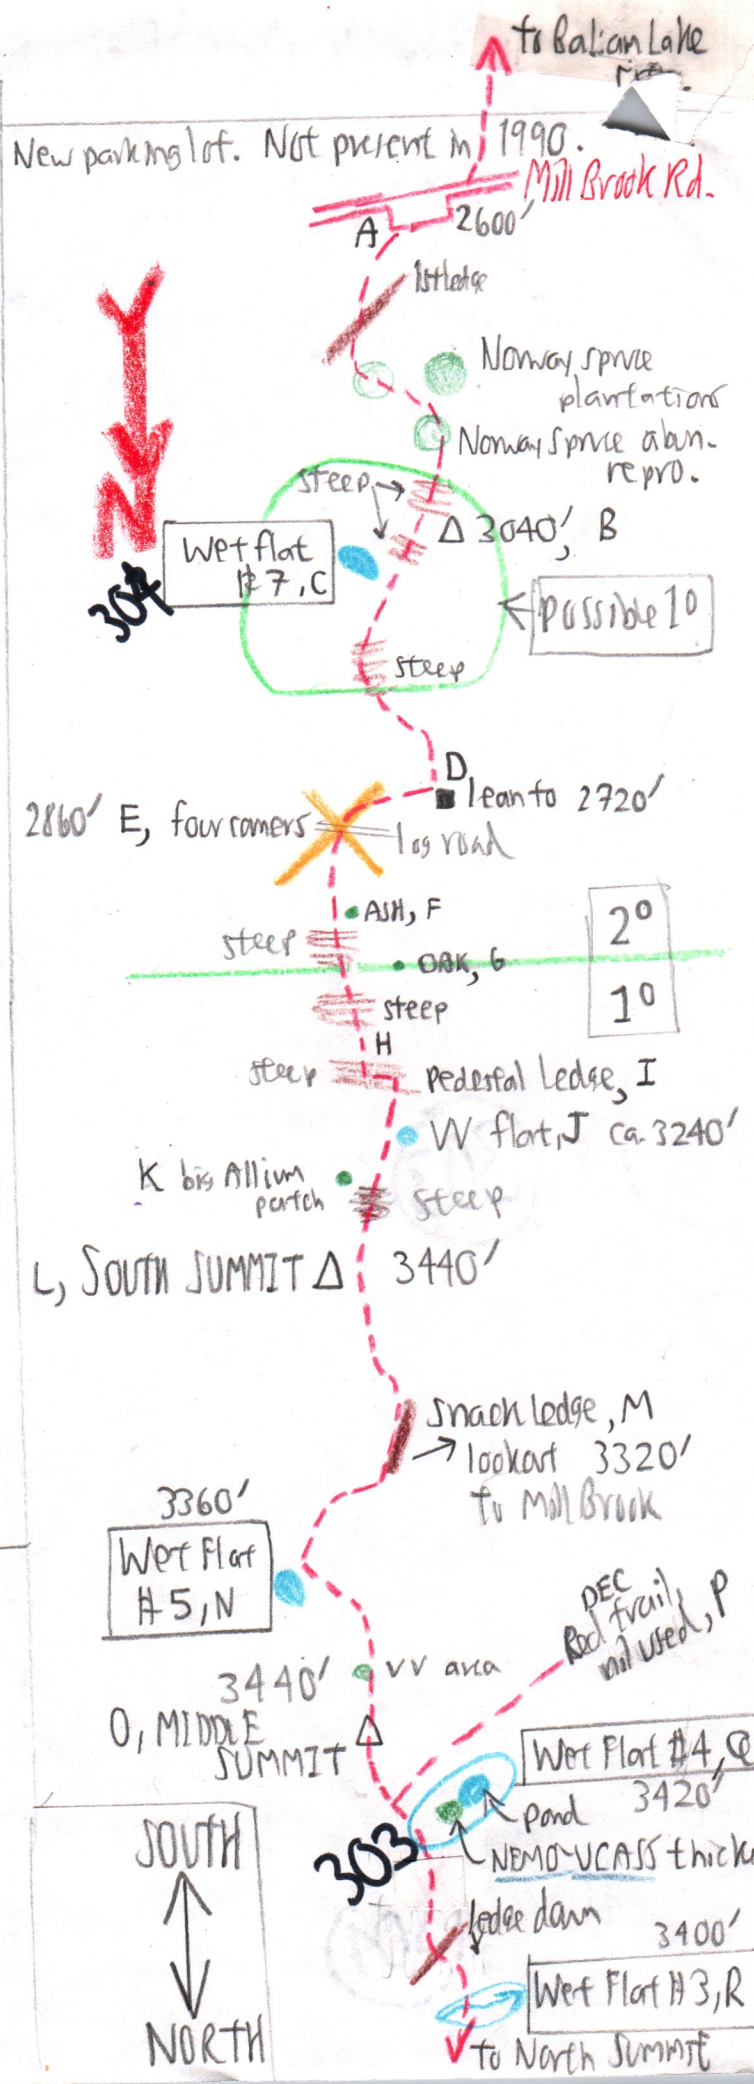 to Balsam Lake
Mtn.
New parking lot. Not present in 1990.
Mill Brook Rd.
A 2600'
1st ledge
Norway spruce
plantation
Norway spruce abun.
repro.
steep
Δ 3040', B
Wet flat
#7, C
304
N
possible 1°
steep
D
lean to 2720'
2860' E, four corners
log road
ASH, F
2°
steep
OAK, G
1°
steep
H
steep
Pedestal Ledge, I
W flat, J ca. 3240'
K big Allium
patch
steep
L, SOUTH SUMMIT Δ 3440'
Snack ledge, M
lookout 3320'
to Mill Brook
3360'
Wet Flat
#5, N
DEC
Red trail,
not used, P
3440'
VV area
O, MIDDLE
SUMMIT Δ
Wet Flat #4, Q
3420'
pond
303
NEMO-UCASS thick
SOUTH
ledge down
3400'
Wet Flat #3, R
NORTH
to North Summit